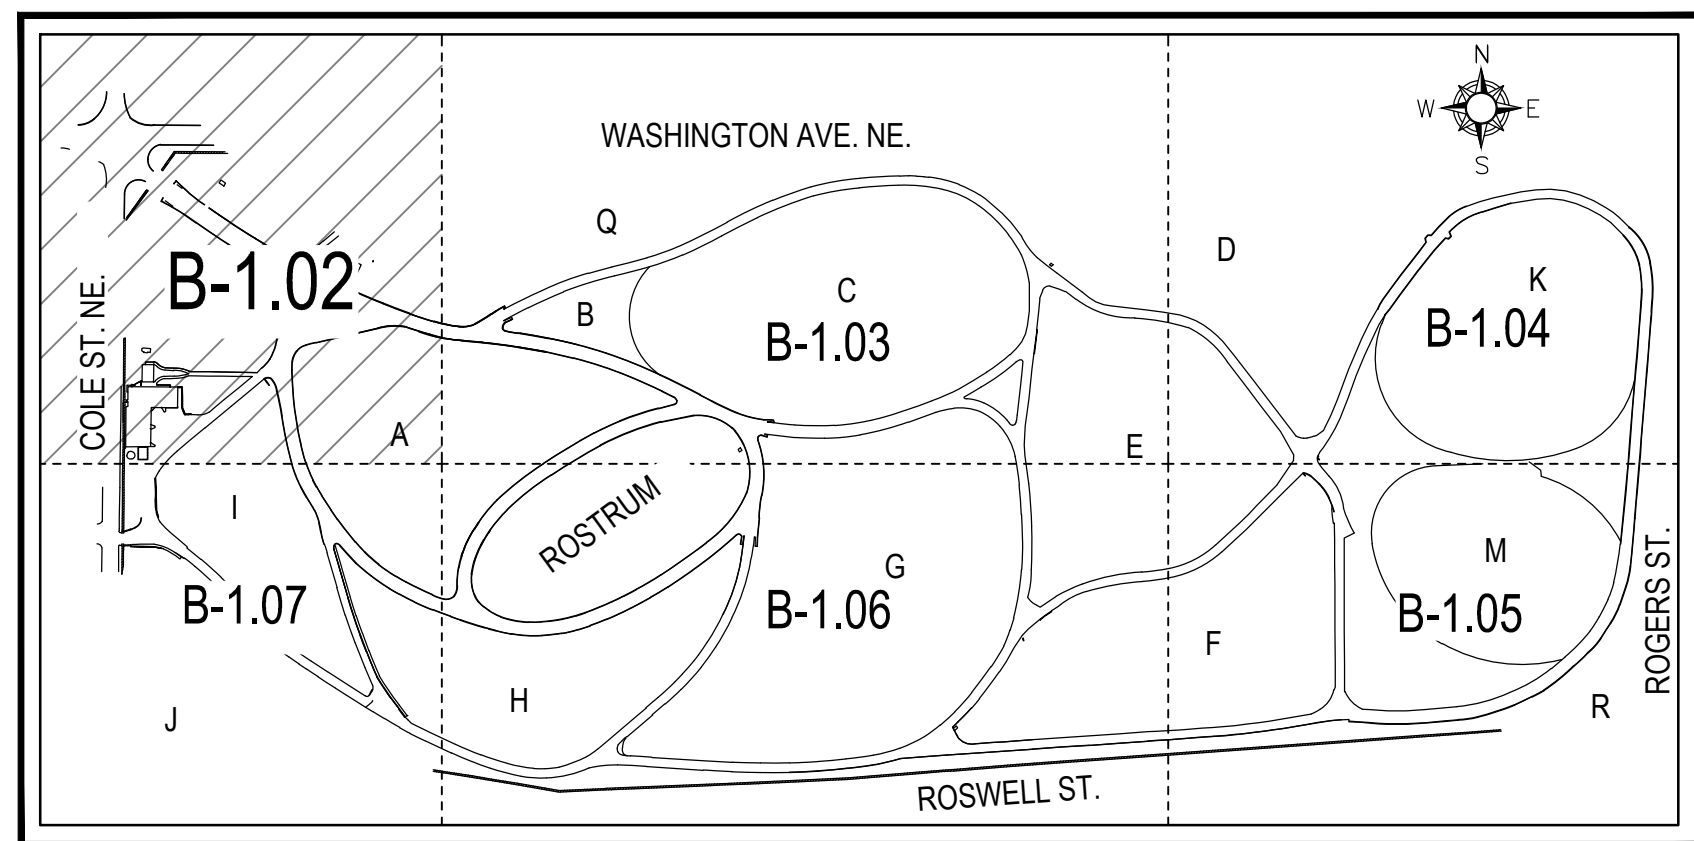 N
W
E
S
WASHINGTON AVE. NE.
Q
D
B-1.02
COLE ST. NE.
B
C
B-1.03
K
B-1.04
A
E
I
ROSTRUM
G
M
B-1.07
B-1.06
B-1.05
ROGERS ST.
F
H
J
R
ROSWELL ST.